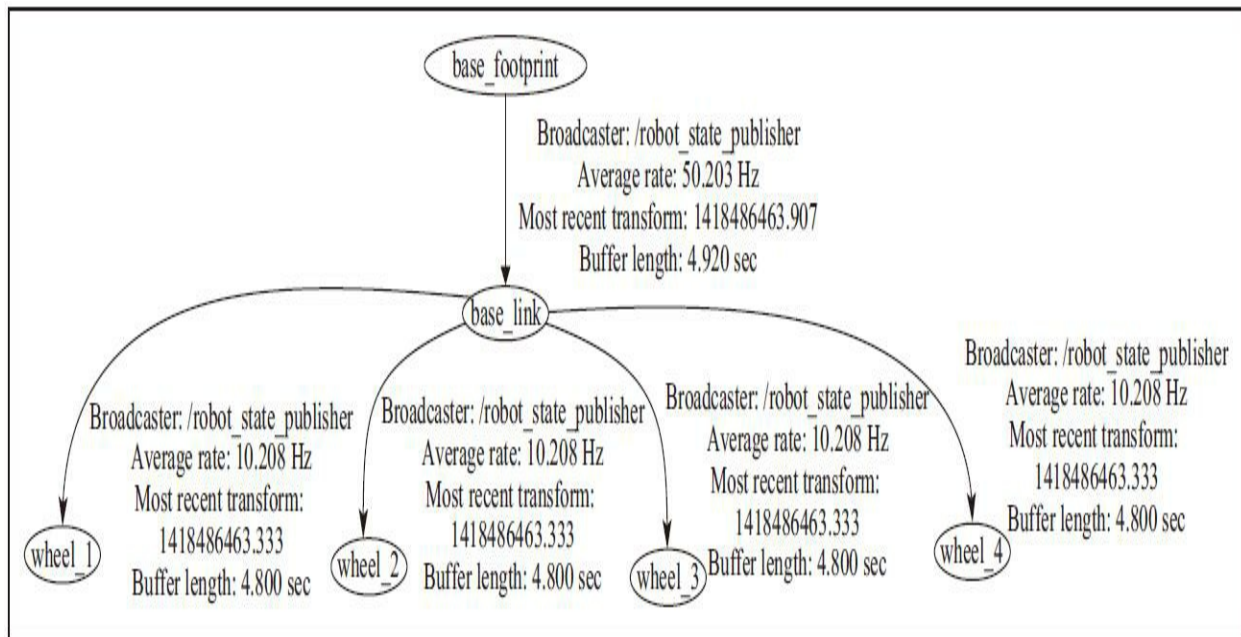 base_footprint
Broadcaster: /robot_state_publisher
Average rate: 50.203 Hz
Most recent transform: 1418486463.907
Buffer length: 4.920 sec
base_link
Broadcaster: /robot_state_publisher
Average rate: 10.208 Hz
Most recent transform:
1418486463.333
Buffer length: 4.800 sec
wheel_1
Broadcaster: /robot_state_publisher
Average rate: 10.208 Hz
Most recent transform:
1418486463.333
Buffer length: 4.800 sec
wheel_2
Broadcaster: /robot_state_publisher
Average rate: 10.208 Hz
Most recent transform:
1418486463.333
Buffer length: 4.800 sec
wheel_3
Broadcaster: /robot_state_publisher
Average rate: 10.208 Hz
Most recent transform:
1418486463.333
Buffer length: 4.800 sec
wheel_4